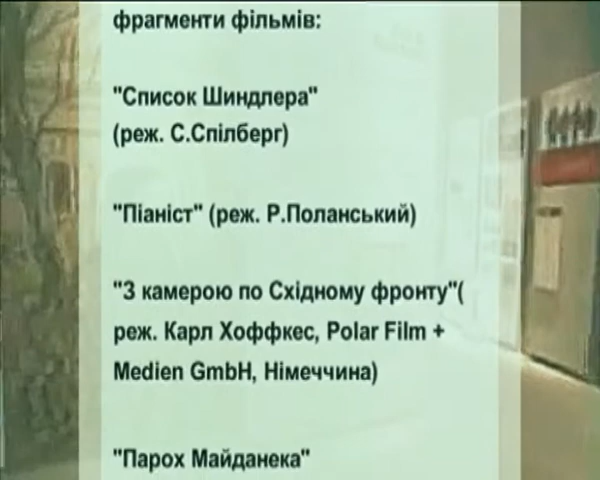 фрагменти фільмів:
"Список Шиндлера"
(реж. С.Спілберг)
"Піаніст" (реж. Р.Поланський)
"З камерою по Східному фронту"(
реж. Карл Хоффкес, Polar Film +
Medien GmbH, Німеччина)
"Парох Майданека"